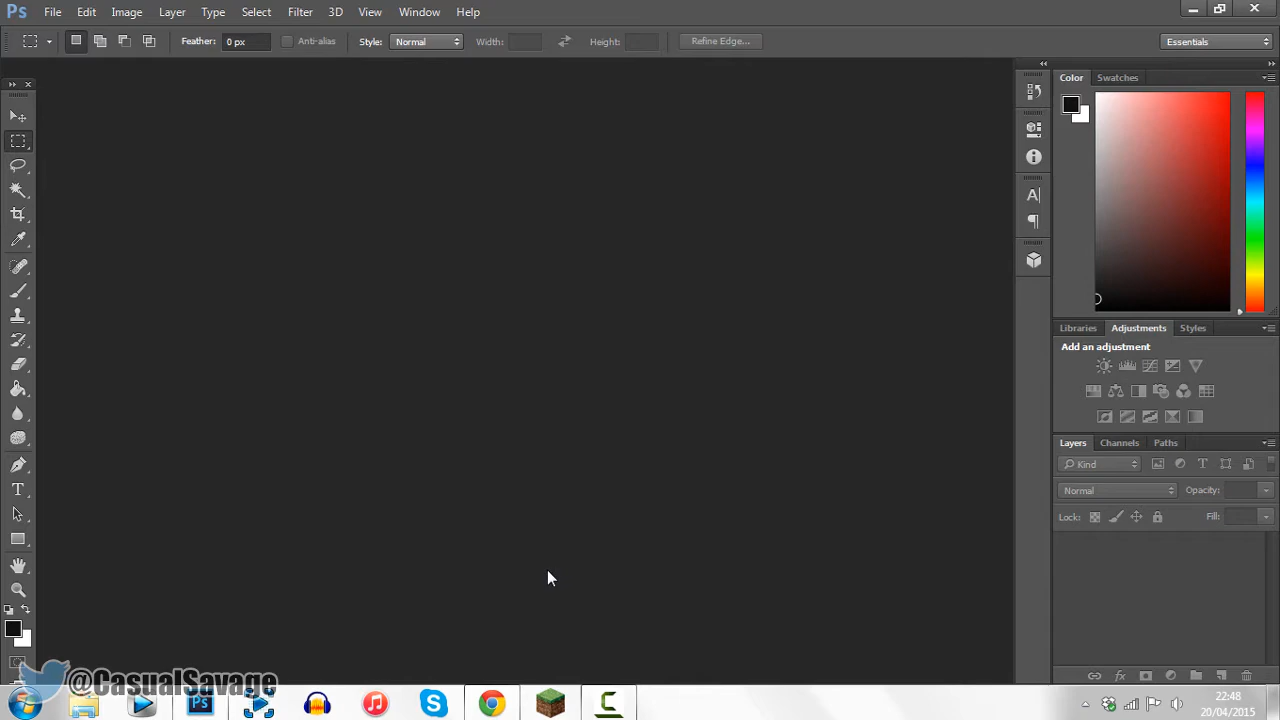 Ps File Edit Image Layer Type Select Filter 3D View Window Help
Feather: 0 px Anti-alias Style: Normal Width: Height: Refine Edge... Essentials
Color Swatches
Libraries Adjustments Styles
Add an adjustment
Layers Channels Paths
Kind T
Normal Opacity:
Lock: Fill:
@CasualSavage
Ps
22:48
20/04/2015